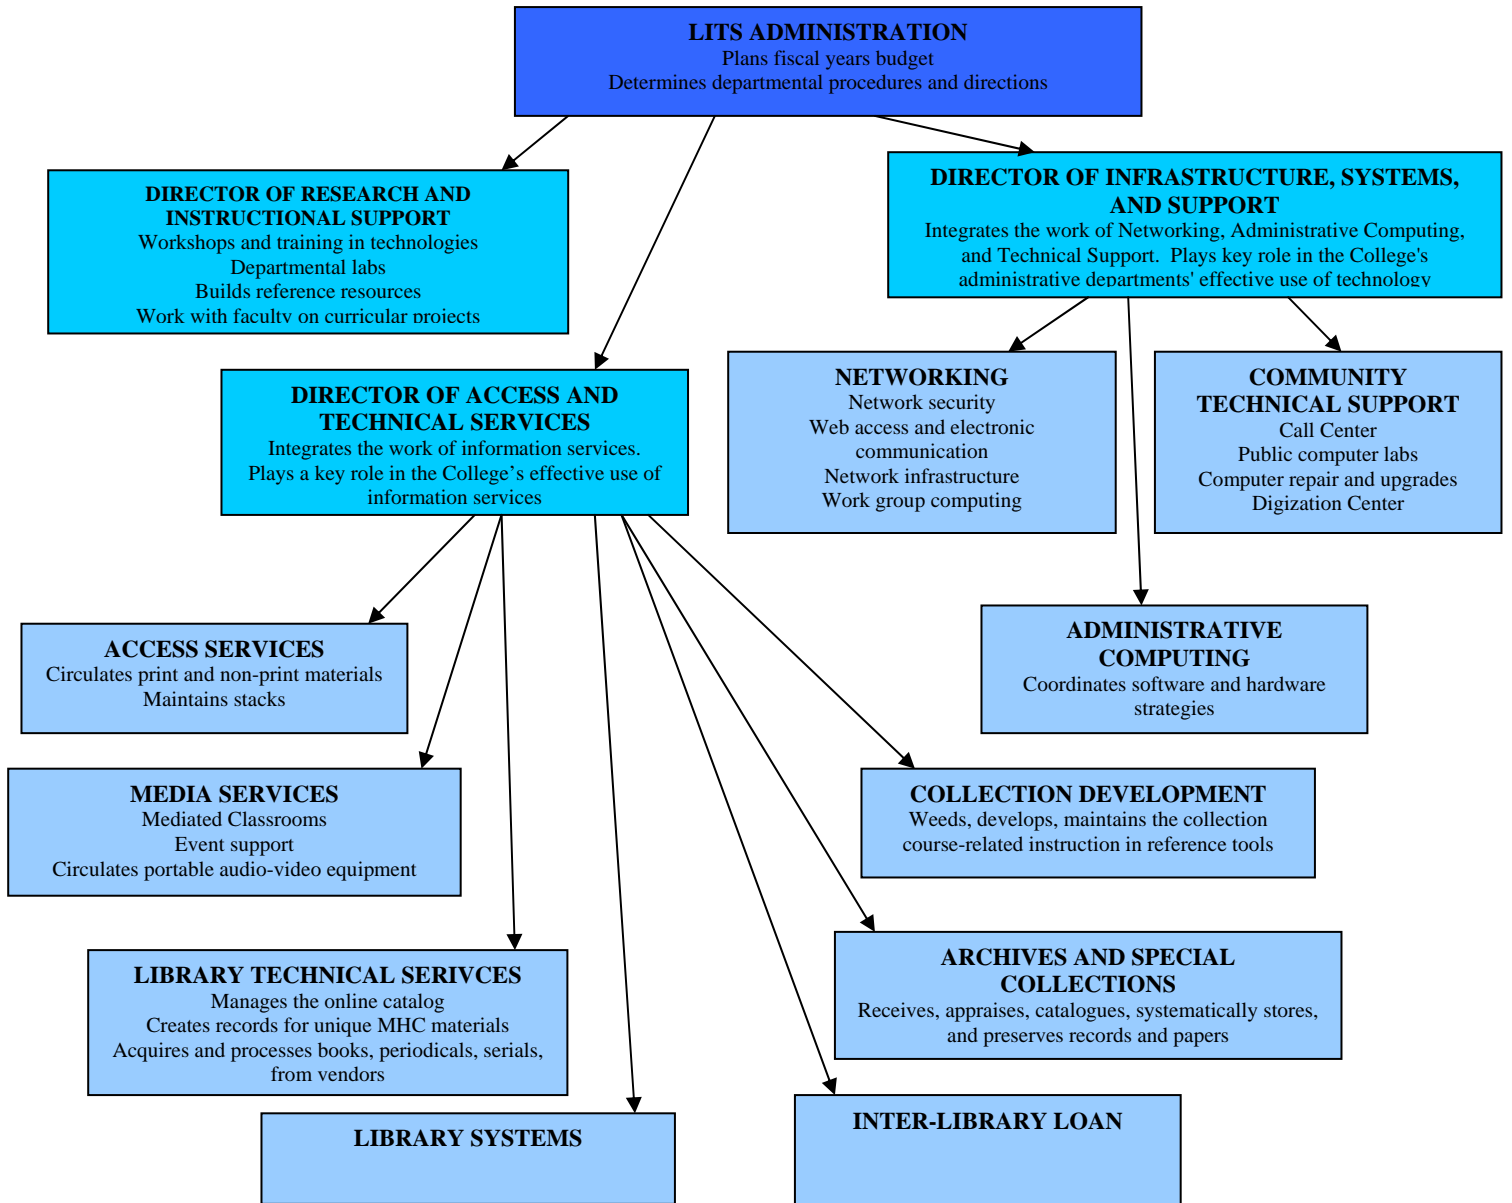 LITS ADMINISTRATION
Plans fiscal years budget
Determines departmental procedures and directions
DIRECTOR OF RESEARCH AND
INSTRUCTIONAL SUPPORT
Workshops and training in technologies
Departmental labs
Builds reference resources
Work with faculty on curricular projects
DIRECTOR OF INFRASTRUCTURE, SYSTEMS,
AND SUPPORT
Integrates the work of Networking, Administrative Computing,
and Technical Support.  Plays key role in the College's
administrative departments' effective use of technology
DIRECTOR OF ACCESS AND
TECHNICAL SERVICES
Integrates the work of information services.
Plays a key role in the College’s effective use of
information services
NETWORKING
Network security
Web access and electronic
communication
Network infrastructure
Work group computing
COMMUNITY
TECHNICAL SUPPORT
Call Center
Public computer labs
Computer repair and upgrades
Digization Center
ADMINISTRATIVE
COMPUTING
Coordinates software and hardware
strategies
ACCESS SERVICES
Circulates print and non-print materials
Maintains stacks
MEDIA SERVICES
Mediated Classrooms
Event support
Circulates portable audio-video equipment
COLLECTION DEVELOPMENT
Weeds, develops, maintains the collection
course-related instruction in reference tools
LIBRARY TECHNICAL SERIVCES
Manages the online catalog
Creates records for unique MHC materials
Acquires and processes books, periodicals, serials,
from vendors
ARCHIVES AND SPECIAL
COLLECTIONS
Receives, appraises, catalogues, systematically stores,
and preserves records and papers
LIBRARY SYSTEMS
INTER-LIBRARY LOAN